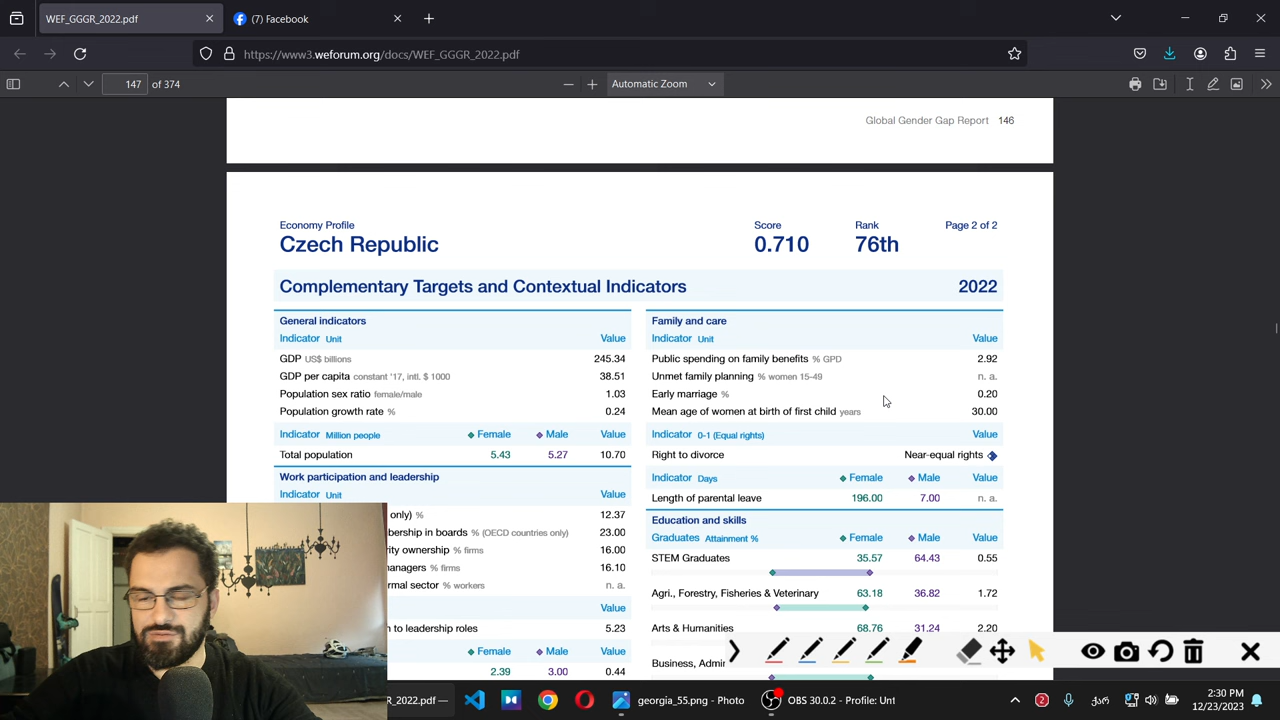 WEF_GGGR_2022.pdf
(7) Facebook
https://www3.weforum.org/docs/WEF_GGGR_2022.pdf
147 of 374
Automatic Zoom
Global Gender Gap Report 146
Economy Profile
Czech Republic
Score
0.710
Rank
76th
Page 2 of 2
Complementary Targets and Contextual Indicators 2022
General indicators
Indicator Unit Value
GDP US$ billions 245.34
GDP per capita constant '17, intl. $ 1000 38.51
Population sex ratio female/male 1.03
Population growth rate % 0.24
Indicator Million people Female Male Value
Total population 5.43 5.27 10.70
Work participation and leadership
Indicator Unit Value
only) % 12.37
bership in boards % (OECD countries only) 23.00
ity ownership % firms 16.00
anagers % firms 16.10
rmal sector % workers n. a.
Value
n to leadership roles 5.23
Female Male Value
2.39 3.00 0.44
Family and care
Indicator Unit Value
Public spending on family benefits % GPD 2.92
Unmet family planning % women 15-49 n. a.
Early marriage % 0.20
Mean age of women at birth of first child years 30.00
Indicator 0-1 (Equal rights) Value
Right to divorce Near-equal rights
Indicator Days Female Male Value
Length of parental leave 196.00 7.00 n. a.
Education and skills
Graduates Attainment % Female Male Value
STEM Graduates 35.57 64.43 0.55
Agri., Forestry, Fisheries & Veterinary 63.18 36.82 1.72
Arts & Humanities 68.76 31.24 2.20
Business, Admir
R_2022.pdf —
georgia_55.png - Photo
OBS 30.0.2 - Profile: Unt
2
ქარ
2:30 PM
12/23/2023